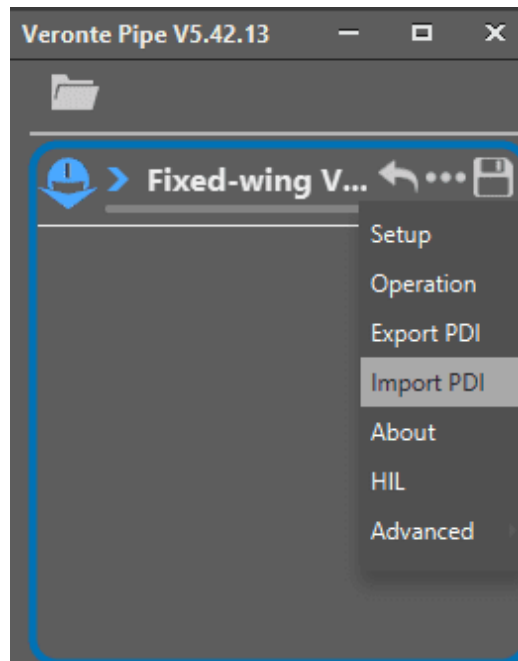 Veronte Pipe V5.42.13
Fixed-wing V...
Setup
Operation
Export PDI
Import PDI
About
HIL
Advanced